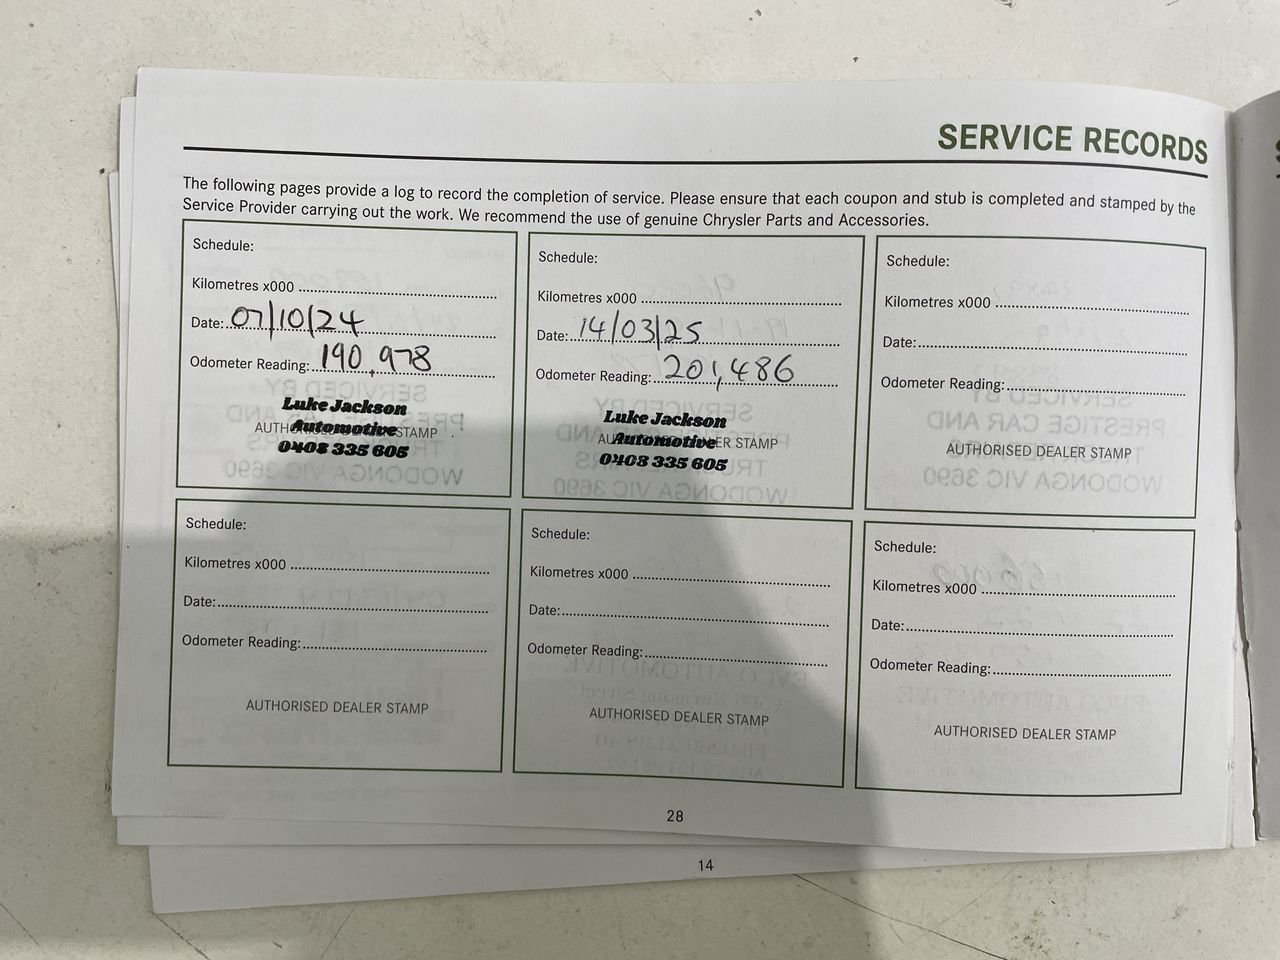 SERVICE RECORDS
The following pages provide a log to record the completion of service. Please ensure that each coupon and stub is completed and stamped by the
Service Provider carrying out the work. We recommend the use of genuine Chrysler Parts and Accessories.
Schedule:
Kilometres x000
Date: 07/10/24
Odometer Reading: 190,978
Luke Jackson
Automotive
0408 335 605
STAMP
Schedule:
Kilometres x000
Date: 14/03/25
Odometer Reading: 201,486
Luke Jackson
Automotive
0408 335 605
STAMP
Schedule:
Kilometres x000
Date:
Odometer Reading:
AUTHORISED DEALER STAMP
Schedule:
Kilometres x000
Date:
Odometer Reading:
AUTHORISED DEALER STAMP
Schedule:
Kilometres x000
Date:
Odometer Reading:
AUTHORISED DEALER STAMP
Schedule:
Kilometres x000
Date:
Odometer Reading:
AUTHORISED DEALER STAMP
28
14